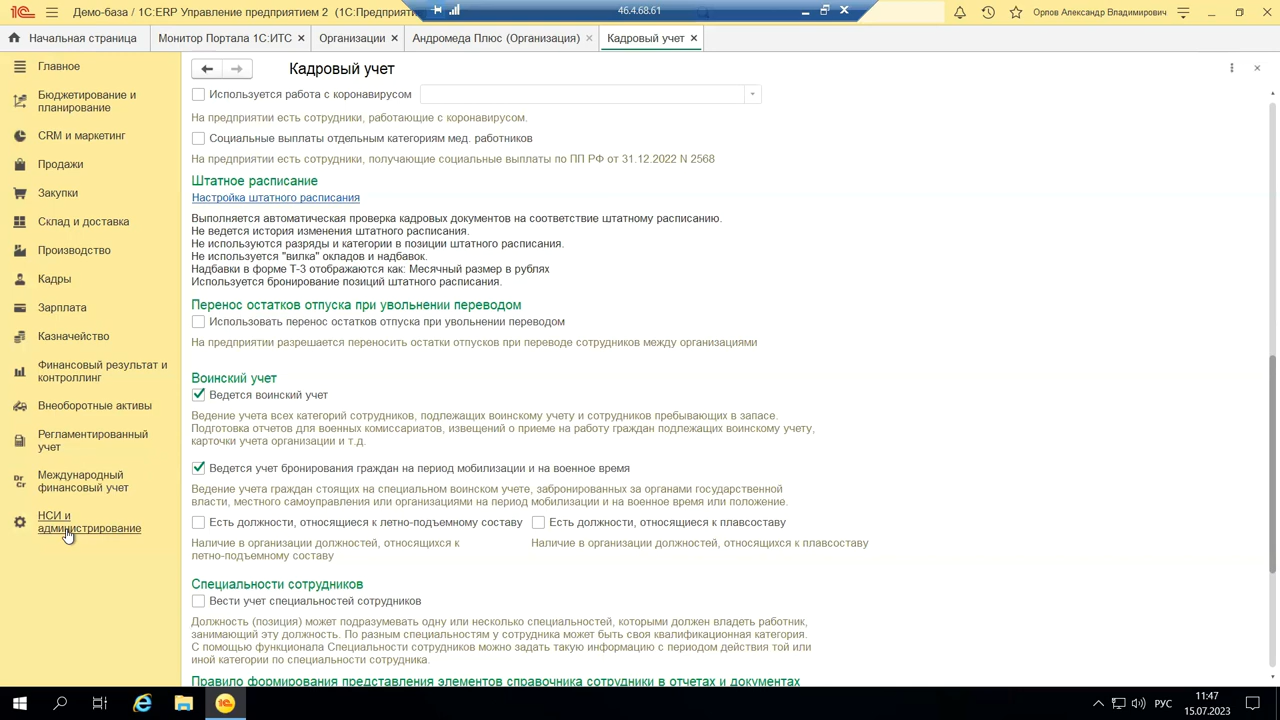 Демо-база / 1С:ERP Управление предприятием 2 (1С:Предприя
46.4.68.61
Орлов Александр Владимирович
Начальная страница
Монитор Портала 1С:ИТС
Организации
Андромеда Плюс (Организация)
Кадровый учет
Главное
Бюджетирование и
планирование
CRM и маркетинг
Продажи
Закупки
Склад и доставка
Производство
Кадры
Зарплата
Казначейство
Финансовый результат и
контроллинг
Внеоборотные активы
Регламентированный
учет
Международный
финансовый учет
НСИ и
администрирование
Кадровый учет
Используется работа с коронавирусом
На предприятии есть сотрудники, работающие с коронавирусом.
Социальные выплаты отдельным категориям мед. работников
На предприятии есть сотрудники, получающие социальные выплаты по ПП РФ от 31.12.2022 N 2568
Штатное расписание
Настройка штатного расписания
Выполняется автоматическая проверка кадровых документов на соответствие штатному расписанию.
Не ведется история изменения штатного расписания.
Не используются разряды и категории в позиции штатного расписания.
Не используется "вилка" окладов и надбавок.
Надбавки в форме Т-3 отображаются как: Месячный размер в рублях
Используется бронирование позиций штатного расписания.
Перенос остатков отпуска при увольнении переводом
Использовать перенос остатков отпуска при увольнении переводом
На предприятии разрешается переносить остатки отпусков при переводе сотрудников между организациями
Воинский учет
Ведется воинский учет
Ведение учета всех категорий сотрудников, подлежащих воинскому учету и сотрудников пребывающих в запасе.
Подготовка отчетов для военных комиссариатов, извещений о приеме на работу граждан подлежащих воинскому учету,
карточки учета организации и т.д.
Ведется учет бронирования граждан на период мобилизации и на военное время
Ведение учета граждан стоящих на специальном воинском учете, забронированных за органами государственной
власти, местного самоуправления или организациями на период мобилизации и на военное время или положение.
Есть должности, относящиеся к летно-подъемному составу
Есть должности, относящиеся к плавсоставу
Наличие в организации должностей, относящихся к
летно-подъемному составу
Наличие в организации должностей, относящихся к плавсоставу
Специальности сотрудников
Вести учет специальностей сотрудников
Должность (позиция) может подразумевать одну или несколько специальностей, которыми должен владеть работник,
занимающий эту должность. По разным специальностям у сотрудника может быть своя квалификационная категория.
С помощью функционала Специальности сотрудников можно задать такую информацию с периодом действия той или
иной категории по специальности сотрудника.
Правило формирования представления элементов справочника сотрудники в отчетах и документах
РУС
11:47
15.07.2023